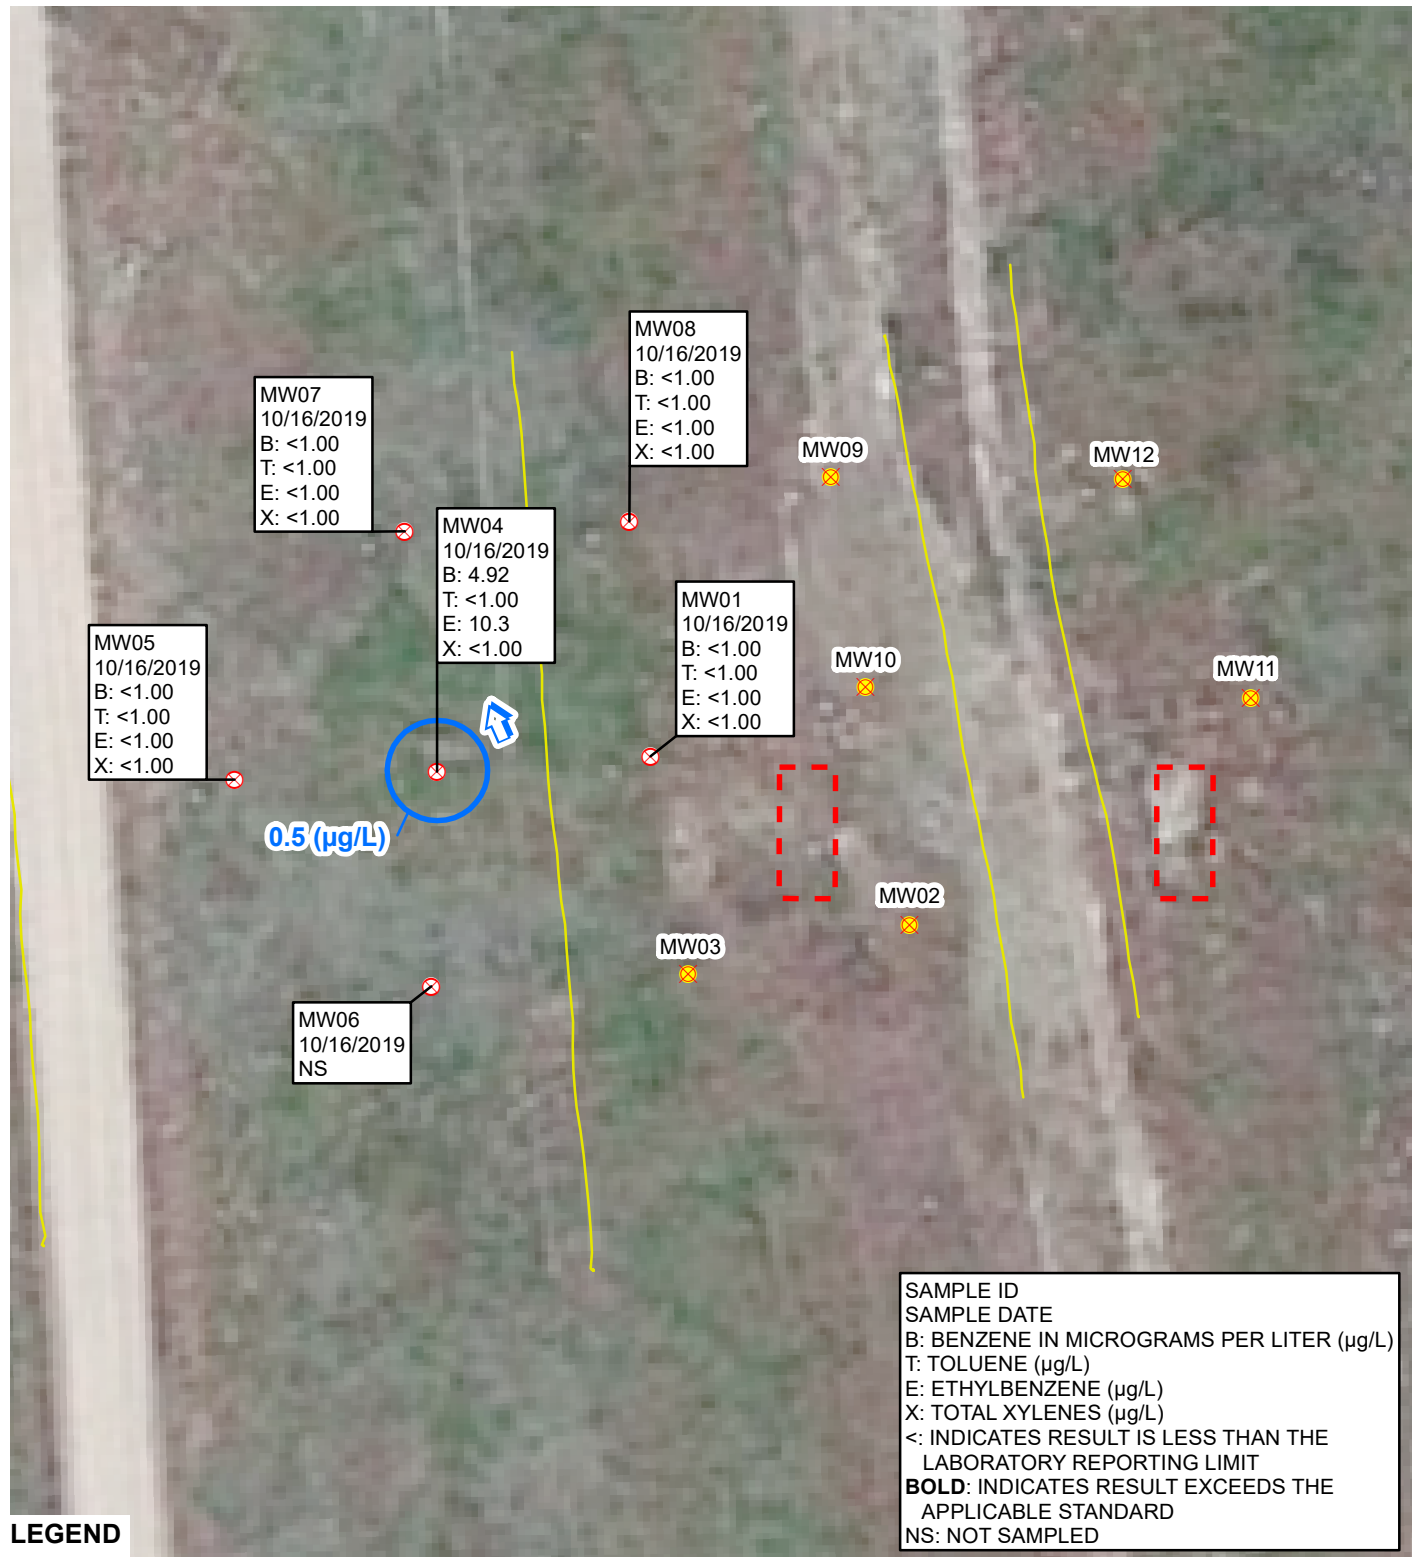 MW08
10/16/2019
B: <1.00
T: <1.00
E: <1.00
X: <1.00
MW07
10/16/2019
B: <1.00
T: <1.00
E: <1.00
X: <1.00
MW09
MW12
MW04
10/16/2019
B: 4.92
T: <1.00
E: 10.3
X: <1.00
MW01
10/16/2019
B: <1.00
T: <1.00
E: <1.00
X: <1.00
MW05
10/16/2019
B: <1.00
T: <1.00
E: <1.00
X: <1.00
MW10
MW11
0.5 (µg/L)
MW02
MW03
MW06
10/16/2019
NS
SAMPLE ID
SAMPLE DATE
B: BENZENE IN MICROGRAMS PER LITER (µg/L)
T: TOLUENE (µg/L)
E: ETHYLBENZENE (µg/L)
X: TOTAL XYLENES (µg/L)
<: INDICATES RESULT IS LESS THAN THE
LABORATORY REPORTING LIMIT
BOLD: INDICATES RESULT EXCEEDS THE
APPLICABLE STANDARD
NS: NOT SAMPLED
LEGEND